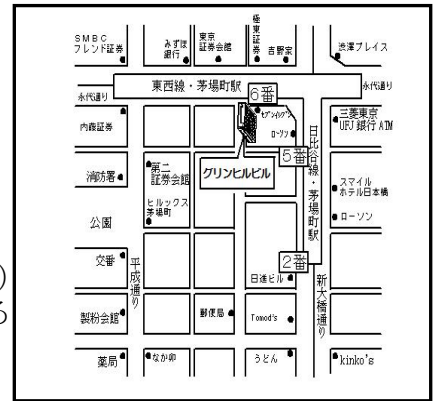 SMBC
フレンド証券
みずほ
銀行
東京
証券会館
極東証券
吉野家
渋澤プレイス
東西線・茅場町駅
6番
永代通り
永代通り
内藤証券
セブンイレブン
ローソン
三菱東京
UFJ銀行ATM
日比谷線・茅場町駅
5番
消防署
第二
証券会館
グリンヒルビル
スマイル
ホテル日本橋
ヒルックス
茅場町
ローソン
公園
交番
平成通り
2番
日進ビル
新大橋通り
製粉会館
郵便局
Tomod's
薬局
なか卯
うどん
kinko's
)
る